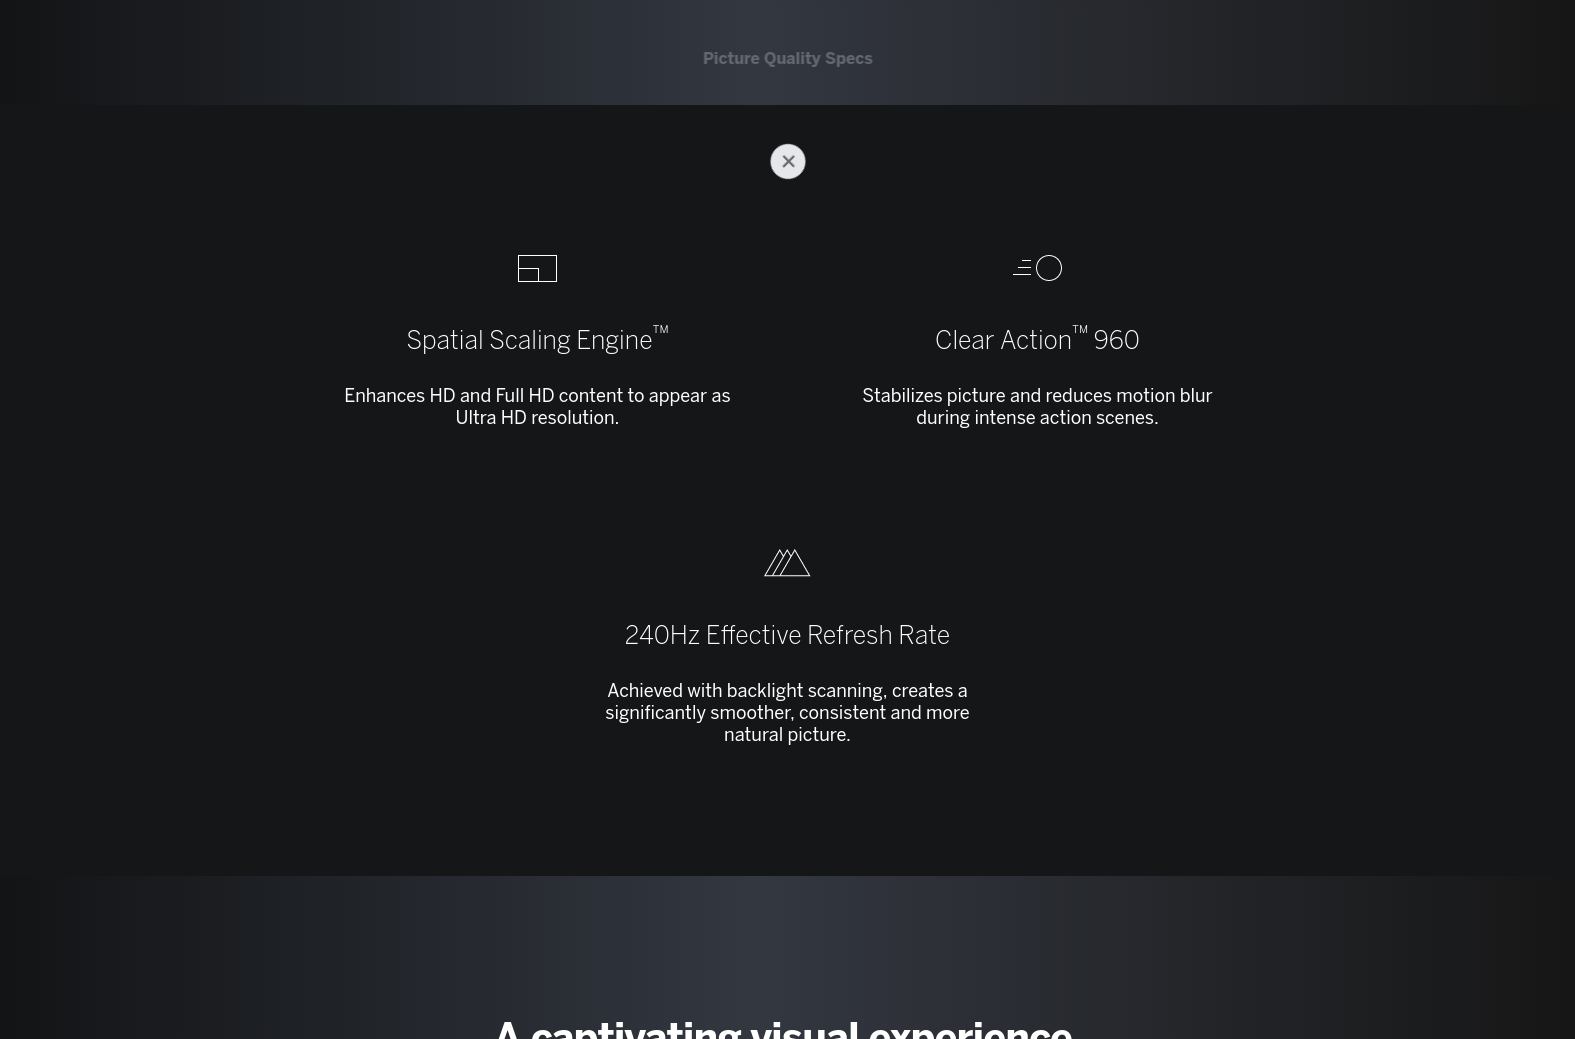 Picture Quality Specs
Spatial Scaling Engine™
Enhances HD and Full HD content to appear as
Ultra HD resolution.
Clear Action™ 960
Stabilizes picture and reduces motion blur
during intense action scenes.
240Hz Effective Refresh Rate
Achieved with backlight scanning, creates a
significantly smoother, consistent and more
natural picture.
A captivating visual experience